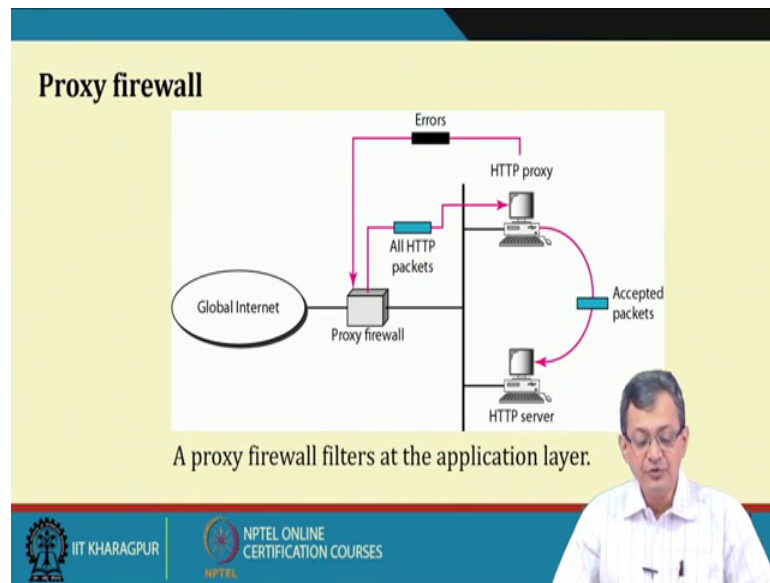 Proxy firewall
Errors
HTTP proxy
All HTTP
packets
Global Internet
Proxy firewall
Accepted
packets
HTTP server
A proxy firewall filters at the application layer.
IIT KHARAGPUR
NPTEL
NPTEL ONLINE
CERTIFICATION COURSES